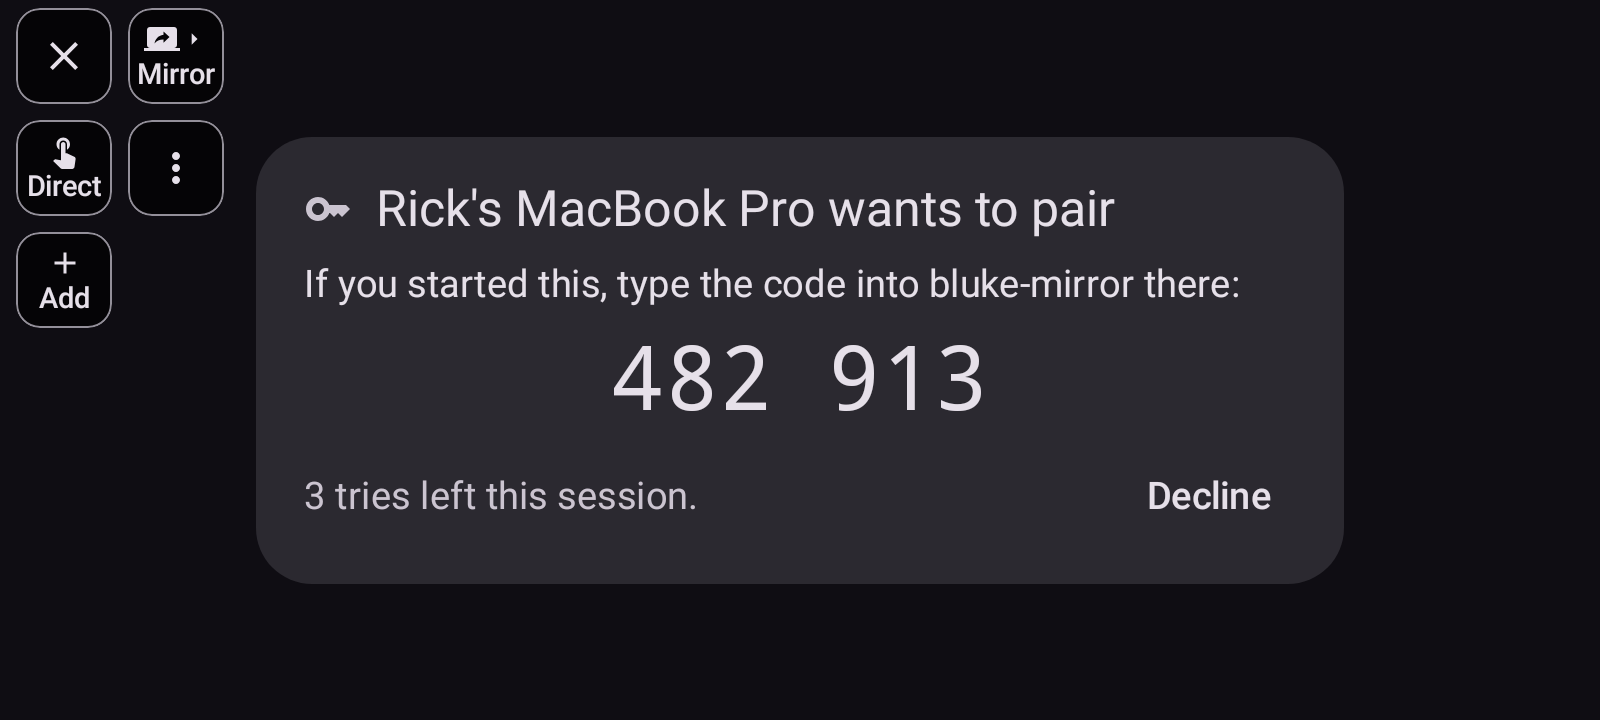 Mirror
Direct
Add
Rick's MacBook Pro wants to pair
If you started this, type the code into bluke-mirror there:
482 913
3 tries left this session.
Decline